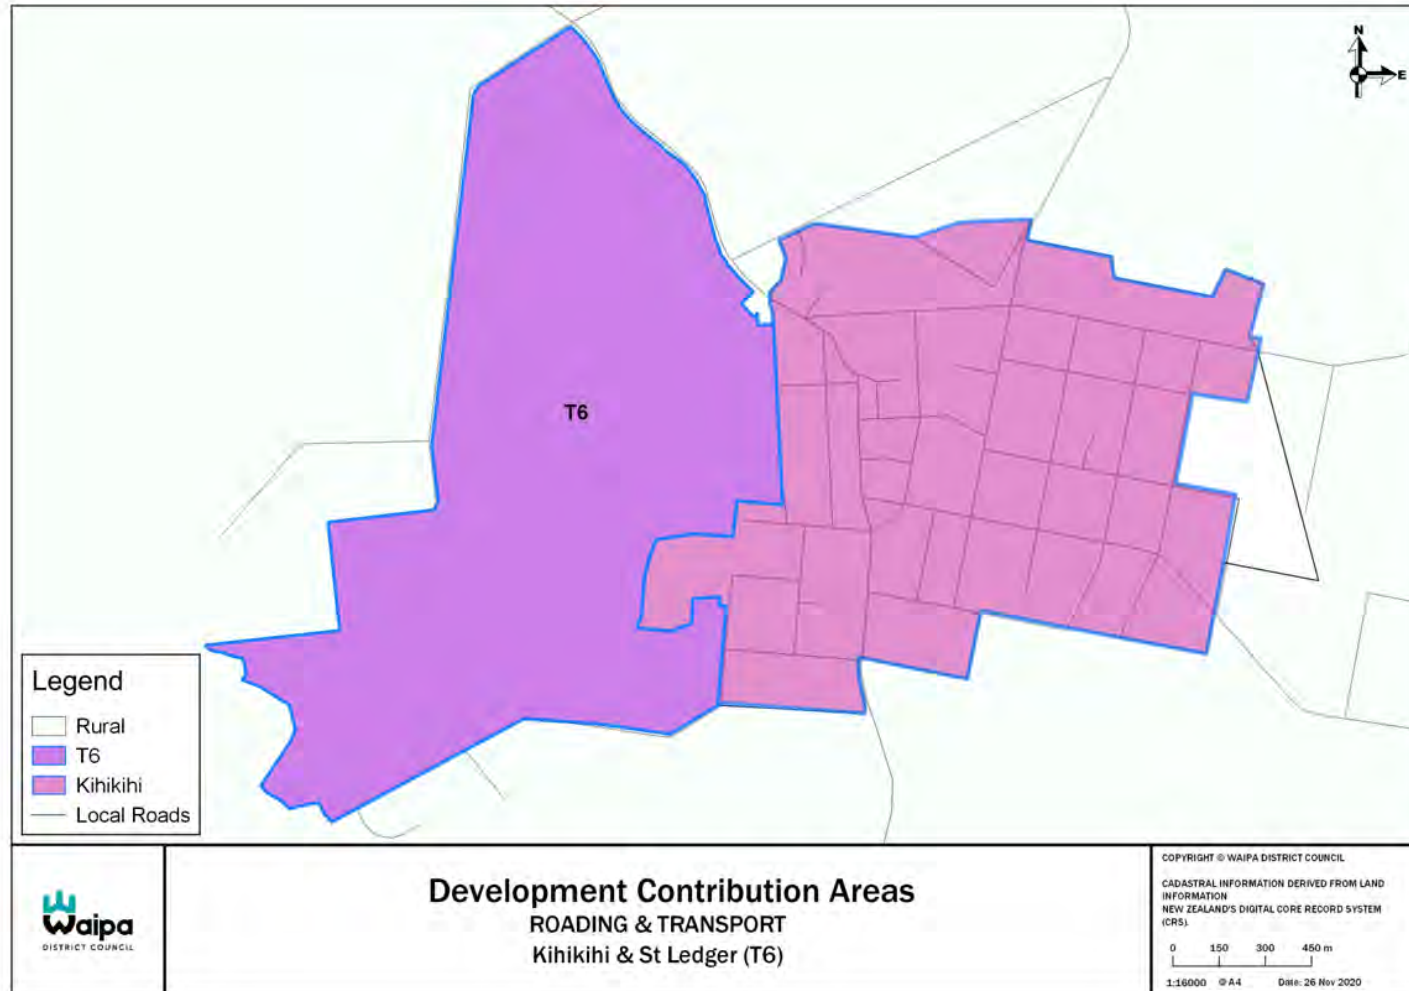 N
E
T6
Legend
Rural
T6
Kihikihi
Local Roads
Waipa
DISTRICT COUNCIL
Development Contribution Areas
ROADING & TRANSPORT
Kihikihi & St Ledger (T6)
COPYRIGHT © WAIPA DISTRICT COUNCIL
CADASTRAL INFORMATION DERIVED FROM LAND
INFORMATION
NEW ZEALAND'S DIGITAL CORE RECORD SYSTEM
(CRS).
0 150 300 450 m
1:16000 @A4 Date: 26 Nov 2020